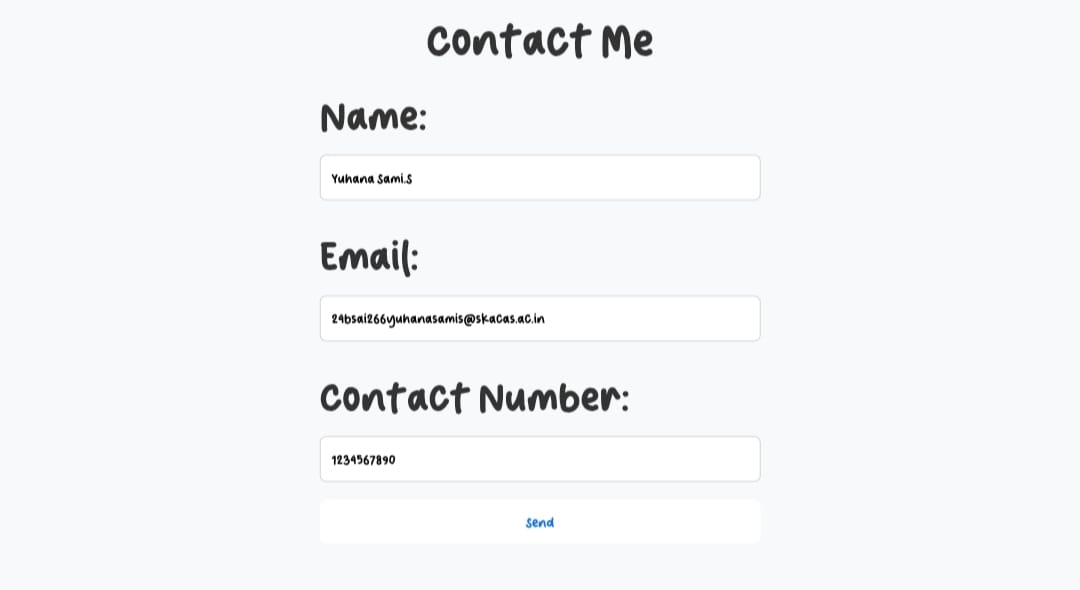 Contact Me
Name:
Yuhana Sami.S
Email:
24bsai266yuhanasamis@skacas.ac.in
Contact Number:
1234567890
Send